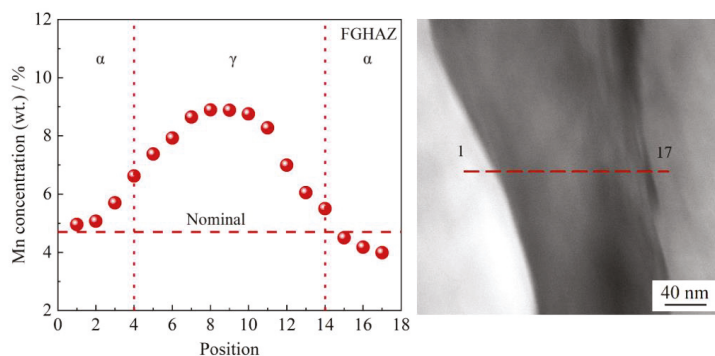 FGHAZ
α γ α
Nominal
Mn concentration (wt.) / %
12
10
8
6
4
2
0 2 4 6 8 10 12 14 16 18
Position
1 17
40 nm